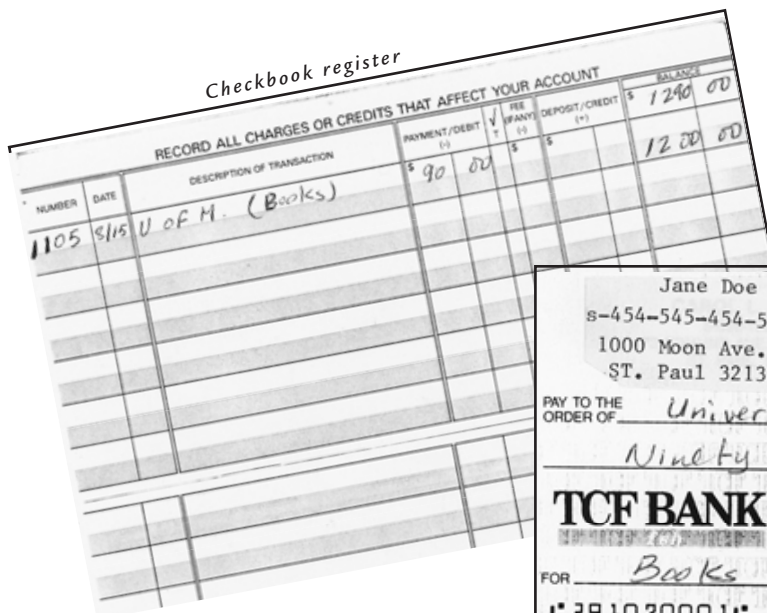 Checkbook register
RECORD ALL CHARGES OR CREDITS THAT AFFECT YOUR ACCOUNT
NUMBER DATE DESCRIPTION OF TRANSACTION PAYMENT/DEBIT (-) √ T FEE (IF ANY) (-) DEPOSIT/CREDIT (+) BALANCE
$ 1290 00
1105 8/15 U of M. (Books) $ 90 00 $ $ 1200 00
Jane Doe
s-454-545-454-5
1000 Moon Ave.
ST. Paul 3213
PAY TO THE
ORDER OF Univer
Ninety
TCF BANK
FOR Books